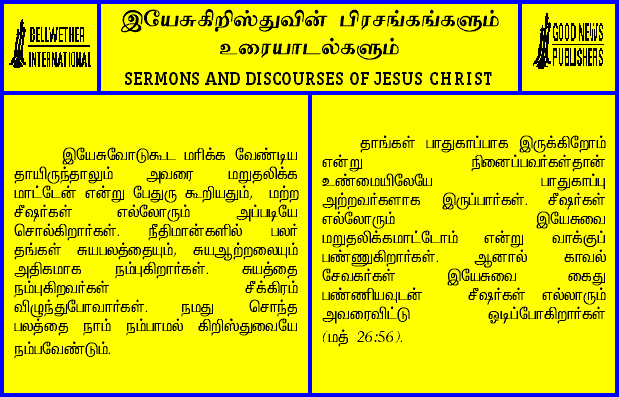 BELLWETHER
INTERNATIONAL
இயேசுகிறிஸ்துவின் பிரசங்கங்களும்
உரையாடல்களும்
SERMONS AND DISCOURSES OF JESUS CHRIST
GOOD NEWS
PUBLISHERS
இயேசுவோடுகூட மரிக்க வேண்டிய
தாயிருந்தாலும் அவரை மறுதலிக்க
மாட்டேன் என்று பேதுரு கூறியதும், மற்ற
சீஷர்கள் எல்லோரும் அப்படியே
சொல்கிறார்கள். நீதிமான்களில் பலர்
தங்கள் சுயபலத்தையும், சுயஆற்றலையும்
அதிகமாக நம்புகிறார்கள். சுயத்தை
நம்புகிறவர்கள் சீக்கிரம்
விழுந்துபோவார்கள். நமது சொந்த
பலத்தை நாம் நம்பாமல் கிறிஸ்துவையே
நம்பவேண்டும்.
தாங்கள் பாதுகாப்பாக இருக்கிறோம்
என்று நினைப்பவர்கள்தான்
உண்மையிலேயே பாதுகாப்பு
அற்றவர்களாக இருப்பார்கள். சீஷர்கள்
எல்லோரும் இயேசுவை
மறுதலிக்கமாட்டோம் என்று வாக்குப்
பண்ணுகிறார்கள். ஆனால் காவல்
சேவகர்கள் இயேசுவை கைது
பண்ணியவுடன் சீஷர்கள் எல்லாரும்
அவரைவிட்டு ஓடிப்போகிறார்கள்
(மத் 26:56).